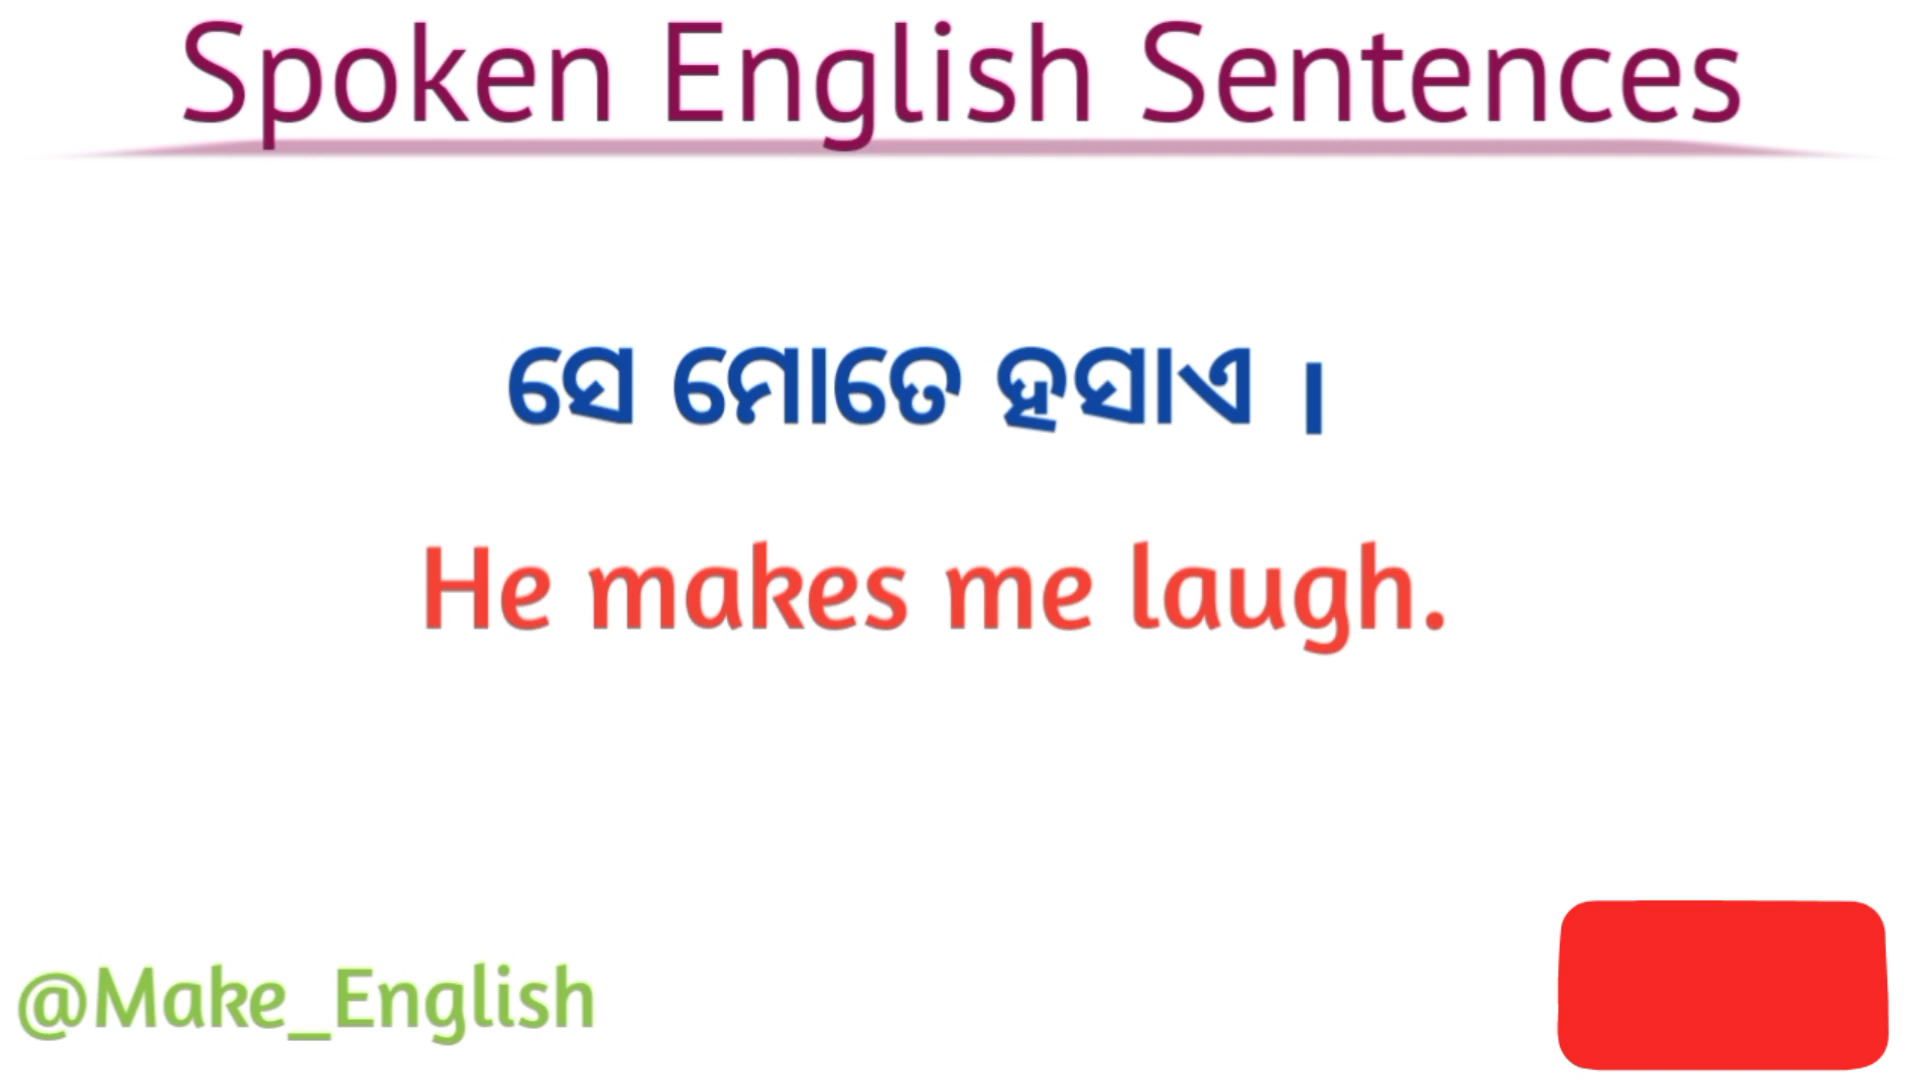 Spoken English Sentences
ସେ ମୋତେ ହସାଏ ।
He makes me laugh.
@Make_English